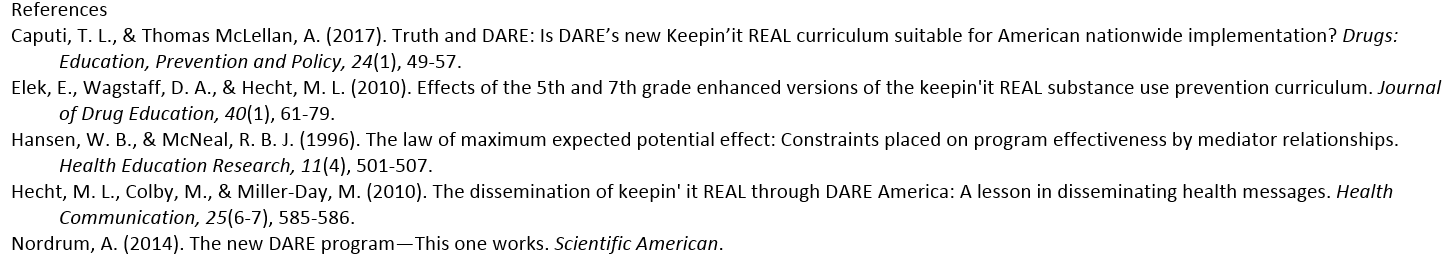 References
Caputi, T. L., & Thomas McLellan, A. (2017). Truth and DARE: Is DARE’s new Keepin’it REAL curriculum suitable for American nationwide implementation? Drugs:
Education, Prevention and Policy, 24(1), 49-57.
Elek, E., Wagstaff, D. A., & Hecht, M. L. (2010). Effects of the 5th and 7th grade enhanced versions of the keepin'it REAL substance use prevention curriculum. Journal
of Drug Education, 40(1), 61-79.
Hansen, W. B., & McNeal, R. B. J. (1996). The law of maximum expected potential effect: Constraints placed on program effectiveness by mediator relationships.
Health Education Research, 11(4), 501-507.
Hecht, M. L., Colby, M., & Miller-Day, M. (2010). The dissemination of keepin' it REAL through DARE America: A lesson in disseminating health messages. Health
Communication, 25(6-7), 585-586.
Nordrum, A. (2014). The new DARE program—This one works. Scientific American.